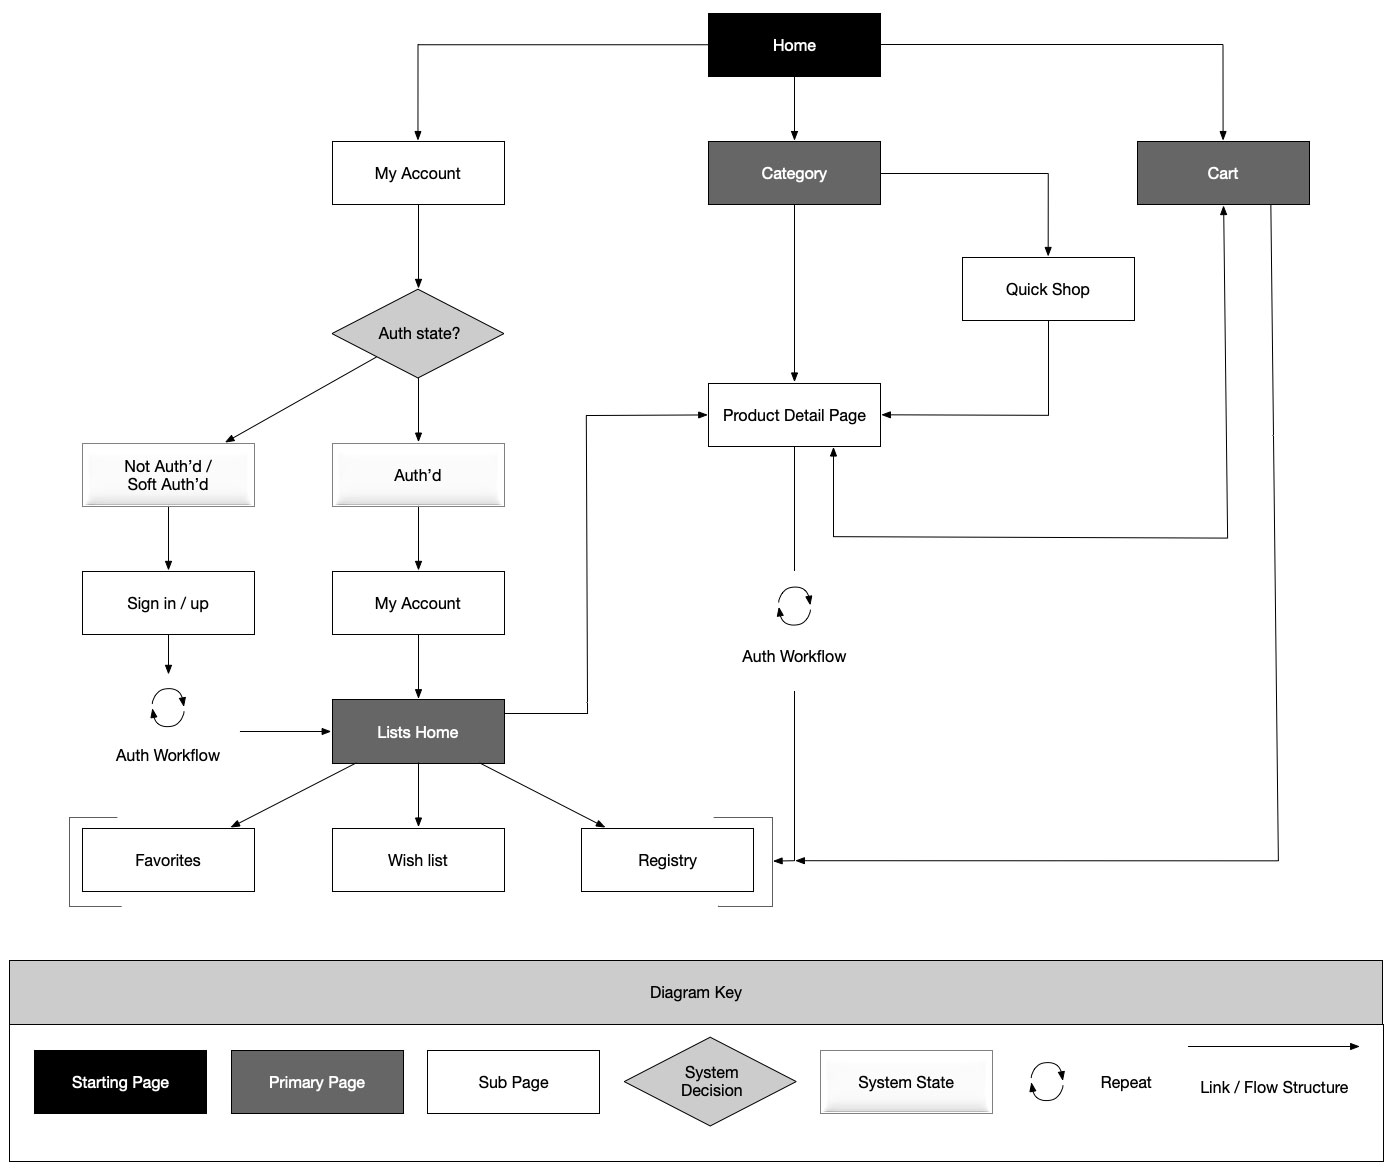 Home
My Account
Category
Cart
Quick Shop
Auth state?
Product Detail Page
Not Auth’d /
Soft Auth’d
Auth’d
Sign in / up
My Account
Auth Workflow
Lists Home
Auth Workflow
Favorites
Wish list
Registry
Diagram Key
Starting Page
Primary Page
Sub Page
System
Decision
System State
Repeat
Link / Flow Structure